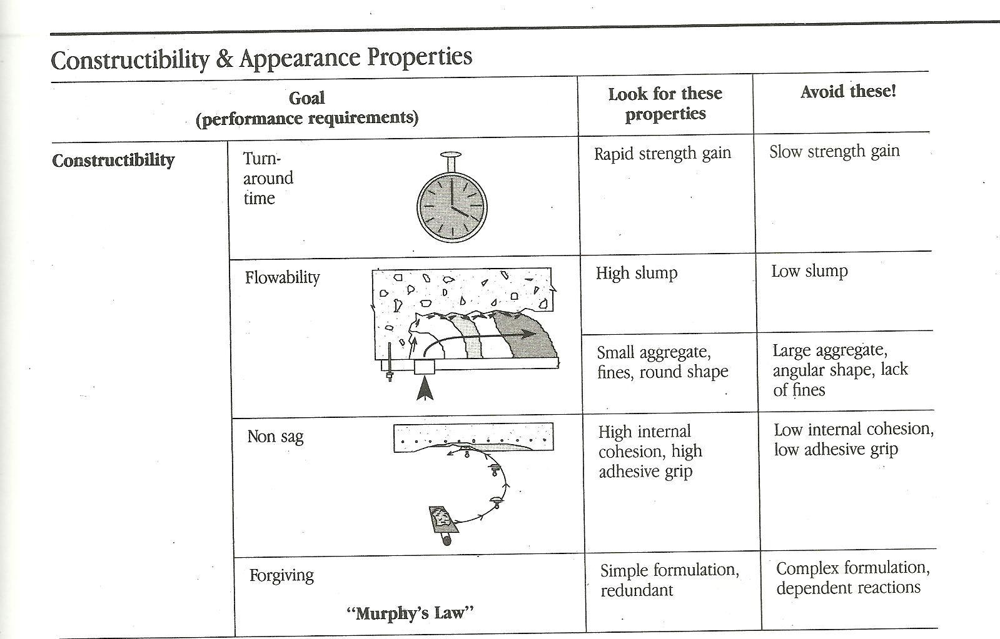 Constructibility & Appearance Properties
Goal
(performance requirements)
Look for these
properties
Avoid these!
Constructibility
Turn-
around
time
Rapid strength gain
Slow strength gain
Flowability
High slump
Low slump
Small aggregate,
fines, round shape
Large aggregate,
angular shape, lack
of fines
Non sag
High internal
cohesion, high
adhesive grip
Low internal cohesion,
low adhesive grip
Forgiving
"Murphy's Law"
Simple formulation,
redundant
Complex formulation,
dependent reactions